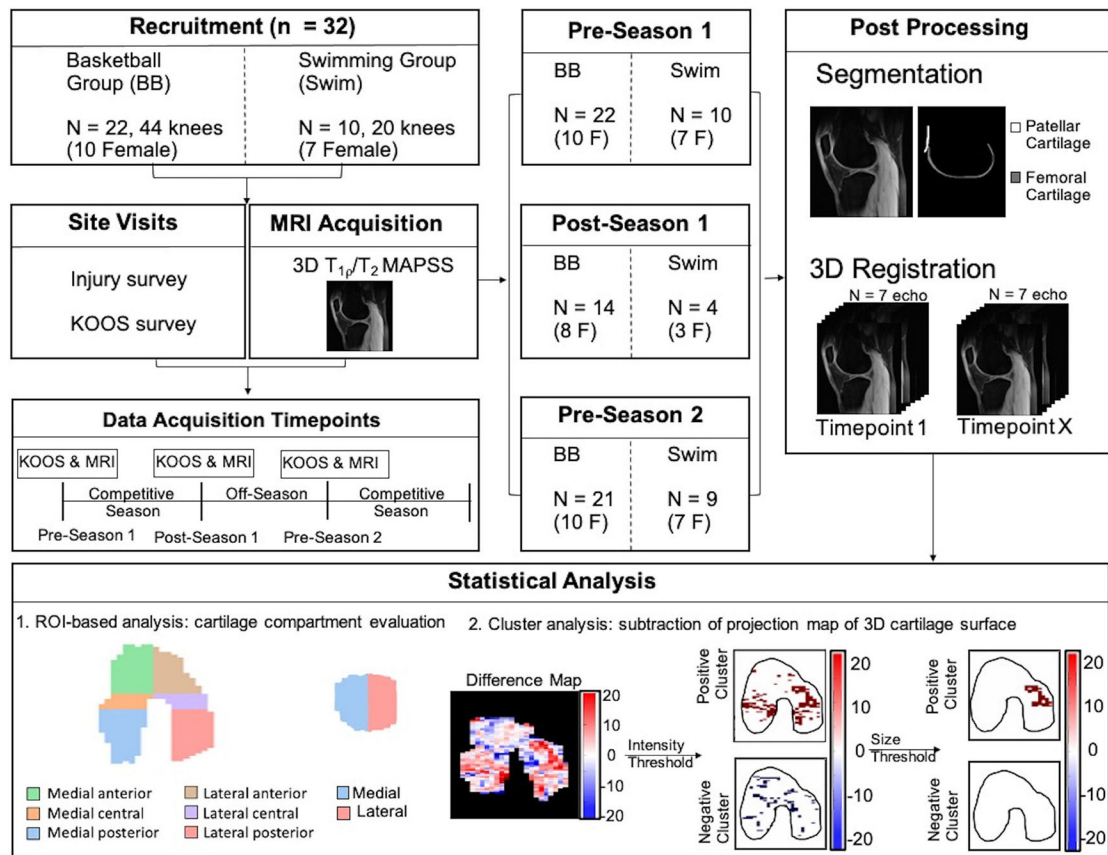 Recruitment (n = 32)
Basketball
Group (BB)
N = 22, 44 knees
(10 Female)
Swimming Group
(Swim)
N = 10, 20 knees
(7 Female)
Site Visits
Injury survey
KOOS survey
MRI Acquisition
3D T1ρ/T2 MAPSS
Data Acquisition Timepoints
KOOS & MRI
KOOS & MRI
KOOS & MRI
Competitive
Season
Off-Season
Competitive
Season
Pre-Season 1
Post-Season 1
Pre-Season 2
Pre-Season 1
BB
N = 22
(10 F)
Swim
N = 10
(7 F)
Post-Season 1
BB
N = 14
(8 F)
Swim
N = 4
(3 F)
Pre-Season 2
BB
N = 21
(10 F)
Swim
N = 9
(7 F)
Post Processing
Segmentation
Patellar
Cartilage
Femoral
Cartilage
3D Registration
N = 7 echo
N = 7 echo
Timepoint 1
Timepoint X
Statistical Analysis
1. ROI-based analysis: cartilage compartment evaluation
Medial anterior
Medial central
Medial posterior
Lateral anterior
Lateral central
Lateral posterior
Medial
Lateral
2. Cluster analysis: subtraction of projection map of 3D cartilage surface
Difference Map
20
10
0
-10
-20
Intensity
Threshold
Positive
Cluster
Negative
Cluster
20
10
0
-10
-20
Size
Threshold
Positive
Cluster
Negative
Cluster
20
10
0
-10
-20